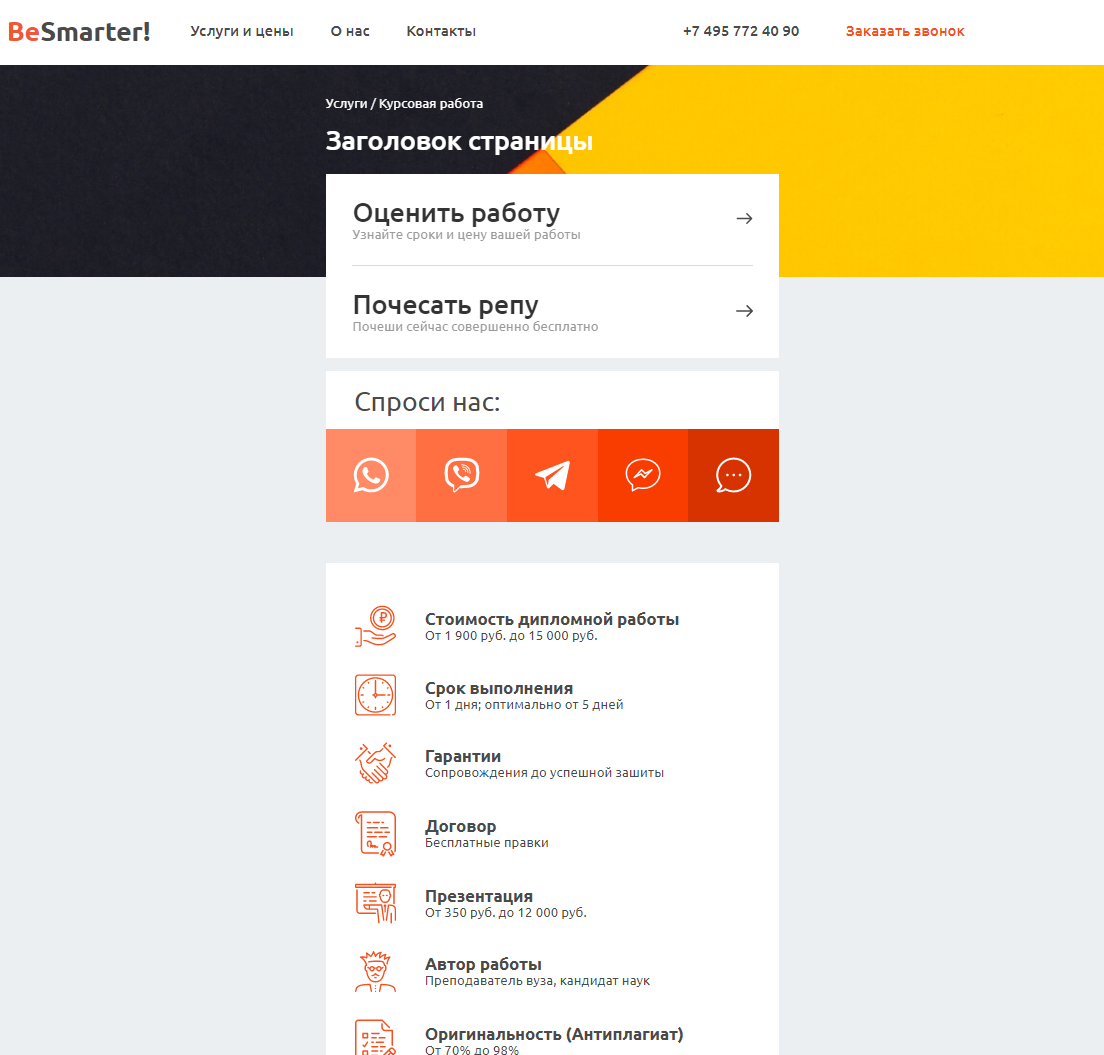 BeSmarter! Услуги и цены О нас Контакты +7 495 772 40 90 Заказать звонок
Услуги / Курсовая работа
Заголовок страницы
Оценить работу
Узнайте сроки и цену вашей работы
Почесать репу
Почеши сейчас совершенно бесплатно
Спроси нас:
Стоимость дипломной работы
От 1 900 руб. до 15 000 руб.
Срок выполнения
От 1 дня; оптимально от 5 дней
Гарантии
Сопровождения до успешной зашиты
Договор
Бесплатные правки
Презентация
От 350 руб. до 12 000 руб.
Автор работы
Преподаватель вуза, кандидат наук
Оригинальность (Антиплагиат)
От 70% до 98%